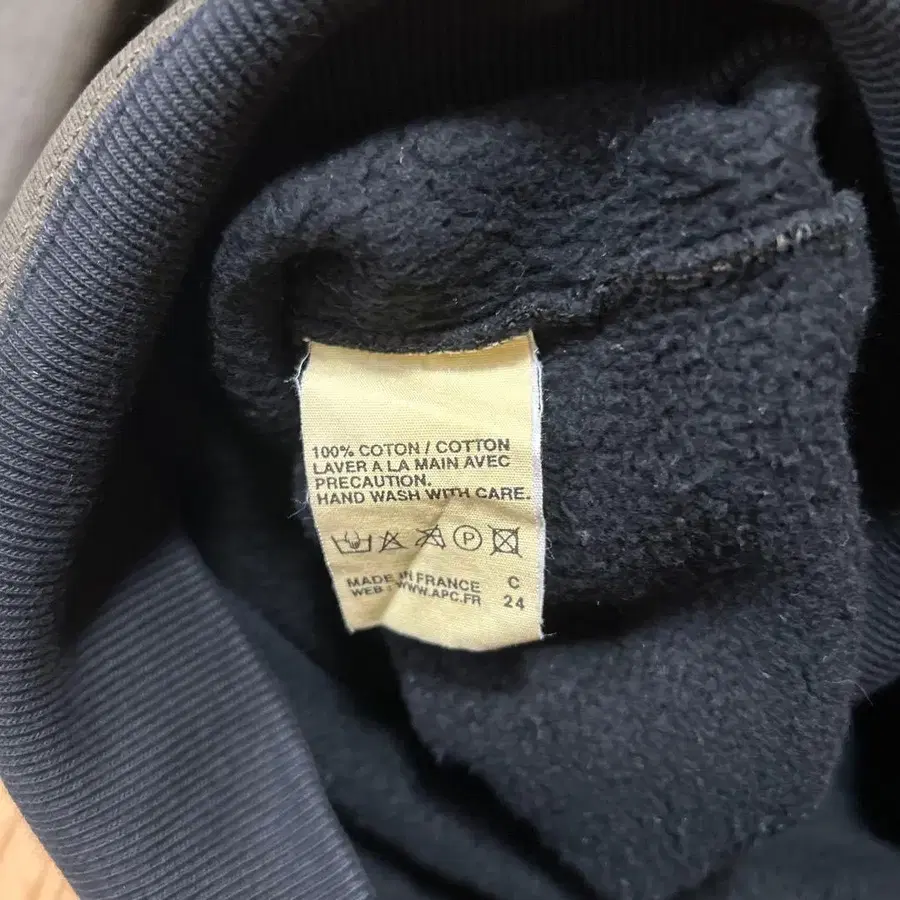 100% COTON / COTTON
LAVER A LA MAIN AVEC
PRECAUTION.
HAND WASH WITH CARE.
P
MADE IN FRANCE C
WEB : WWW.APC.FR 24